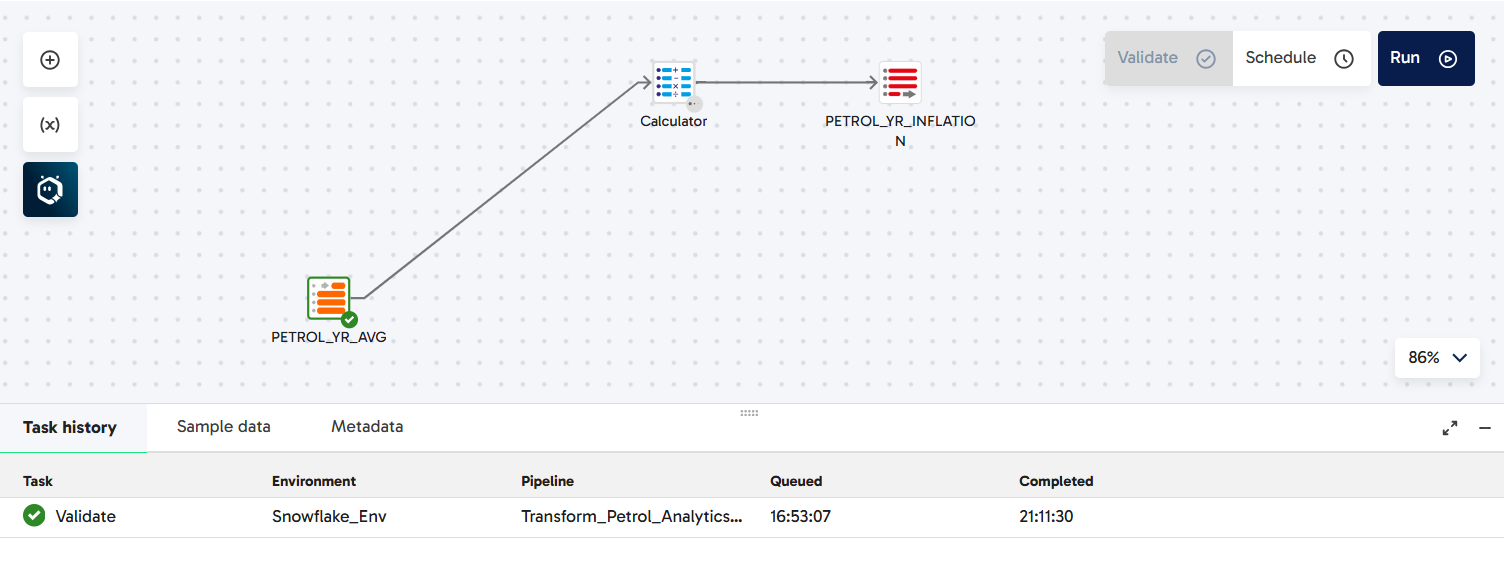 Validate
Schedule
Run
(x)
Calculator
PETROL_YR_INFLATIO
N
PETROL_YR_AVG
86%
Task history
Sample data
Metadata
Task
Environment
Pipeline
Queued
Completed
Validate
Snowflake_Env
Transform_Petrol_Analytics...
16:53:07
21:11:30